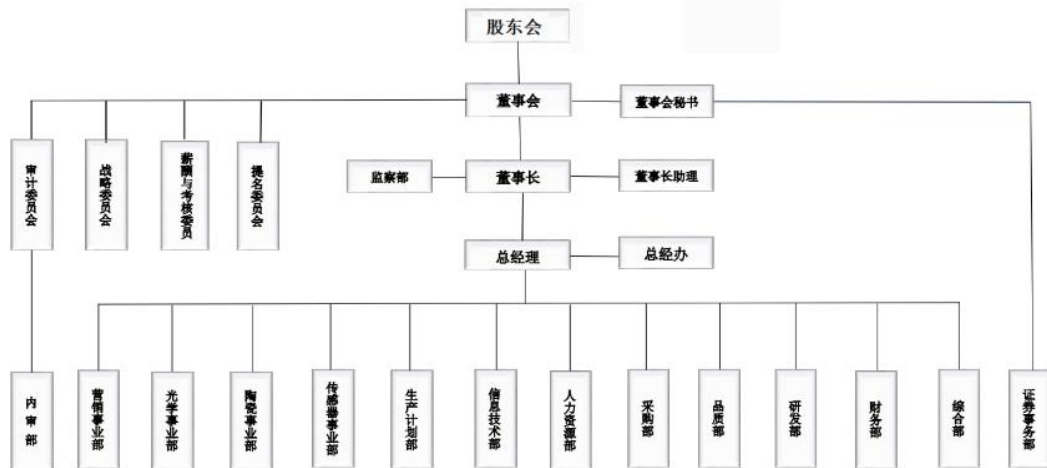 股东会
董事会
董事会秘书
审计委员会
战略委员会
薪酬与考核委员
提名委员会
监察部
董事长
董事长助理
总经理
总经办
内审部
营销事业部
光学事业部
陶瓷事业部
传感器事业部
生产计划部
信息技术部
人力资源部
采购部
品质部
研发部
财务部
综合部
证券事务部